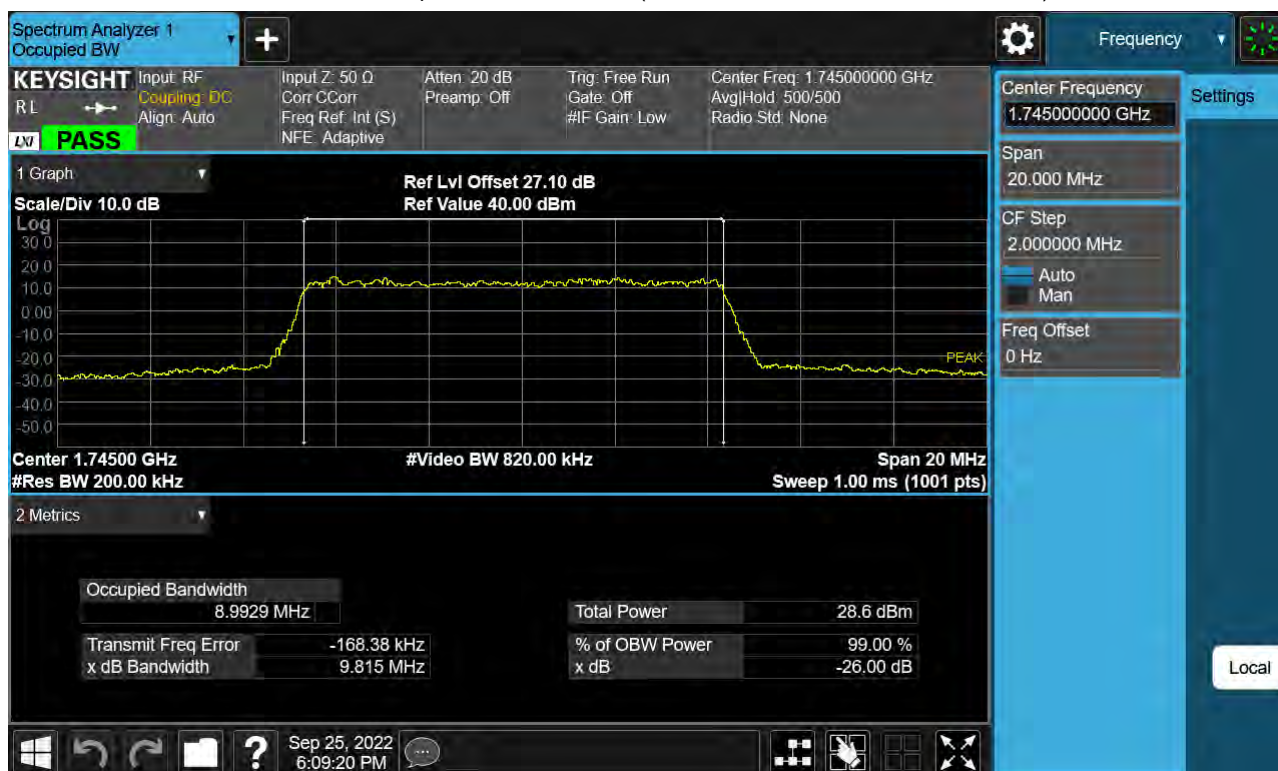 Spectrum Analyzer 1
Occupied BW
+
Frequency
KEYSIGHT
R L
LXI
PASS
Input: RF
Coupling: DC
Align: Auto
Input Z: 50 Ω
Corr CCorr
Freq Ref: Int (S)
NFE: Adaptive
Atten: 20 dB
Preamp: Off
Trig: Free Run
Gate: Off
#IF Gain: Low
Center Freq: 1.745000000 GHz
Avg|Hold: 500/500
Radio Std: None
Center Frequency
1.745000000 GHz
Settings
Span
20.000 MHz
CF Step
2.000000 MHz
Auto
Man
Freq Offset
0 Hz
Local
1 Graph
Scale/Div 10.0 dB
Ref Lvl Offset 27.10 dB
Ref Value 40.00 dBm
Log
30.0
20.0
10.0
0.00
-10.0
-20.0
-30.0
-40.0
-50.0
PEAK
Center 1.74500 GHz
#Video BW 820.00 kHz
Span 20 MHz
#Res BW 200.00 kHz
Sweep 1.00 ms (1001 pts)
2 Metrics
Occupied Bandwidth
8.9929 MHz
Total Power 28.6 dBm
Transmit Freq Error -168.38 kHz
% of OBW Power 99.00 %
x dB Bandwidth 9.815 MHz
x dB -26.00 dB
?
Sep 25, 2022
6:09:20 PM